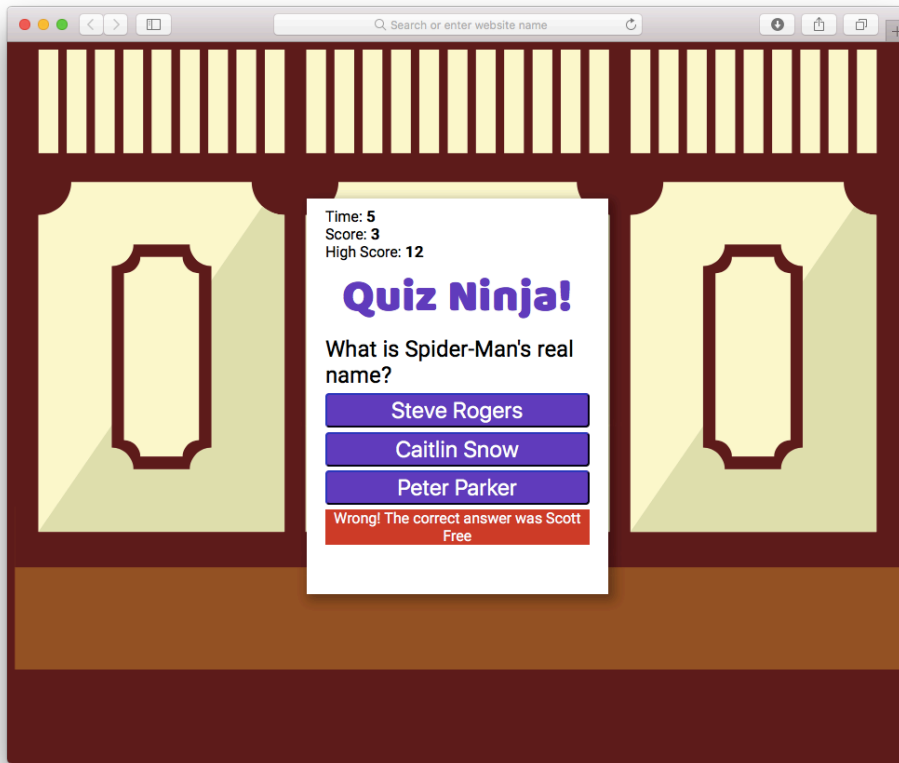 Search or enter website name
Time: 5
Score: 3
High Score: 12
Quiz Ninja!
What is Spider-Man's real
name?
Steve Rogers
Caitlin Snow
Peter Parker
Wrong! The correct answer was Scott
Free